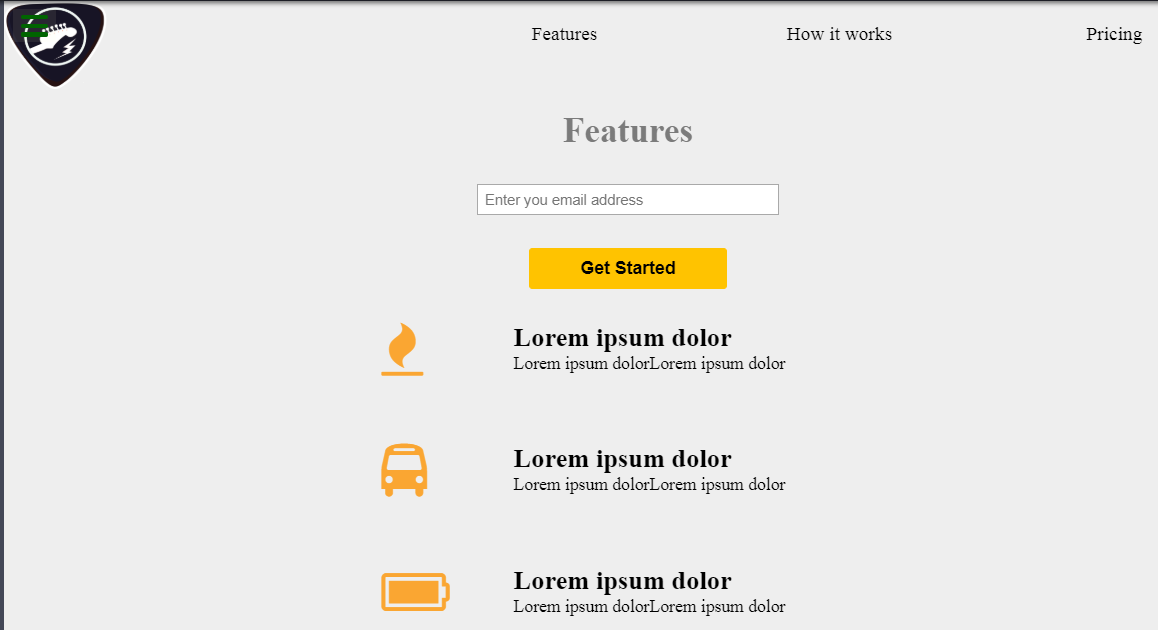 Features How it works Pricing
Features
Enter you email address
Get Started
Lorem ipsum dolor
Lorem ipsum dolorLorem ipsum dolor
Lorem ipsum dolor
Lorem ipsum dolorLorem ipsum dolor
Lorem ipsum dolor
Lorem ipsum dolorLorem ipsum dolor